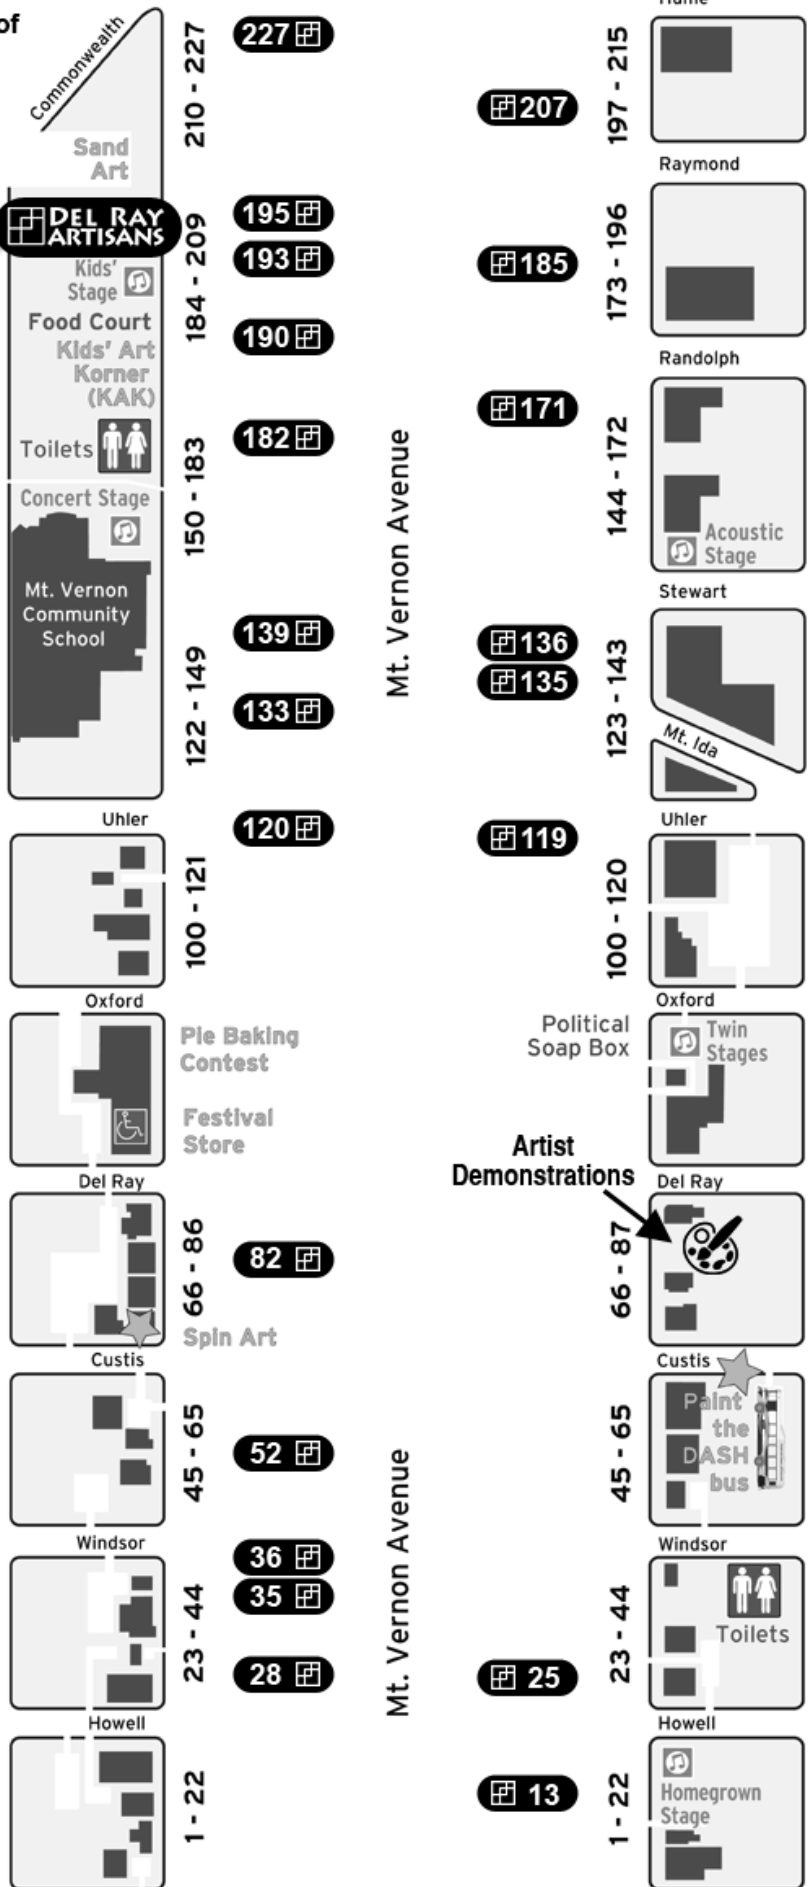 of
Commonwealth
Sand
Art
DEL RAY
ARTISANS
Kids'
Stage
Food Court
Kids' Art
Korner
(KAK)
Toilets
Concert Stage
Mt. Vernon
Community
School
Uhler
Oxford
Del Ray
Custis
Windsor
Howell
210 - 227
184 - 209
150 - 183
122 - 149
100 - 121
Pie Baking
Contest
Festival
Store
66 - 86
Spin Art
45 - 65
23 - 44
1 - 22
227
195
193
190
182
139
133
120
82
52
36
35
28
Mt. Vernon Avenue
Mt. Vernon Avenue
207
185
171
136
135
119
Political
Soap Box
Artist
Demonstrations
25
13
197 - 215
173 - 196
144 - 172
123 - 143
100 - 120
66 - 87
45 - 65
23 - 44
1 - 22
Raymond
Randolph
Acoustic
Stage
Stewart
Mt. Ida
Uhler
Oxford
Twin
Stages
Del Ray
Custis
Paint
the
DASH
bus
Windsor
Toilets
Howell
Homegrown
Stage